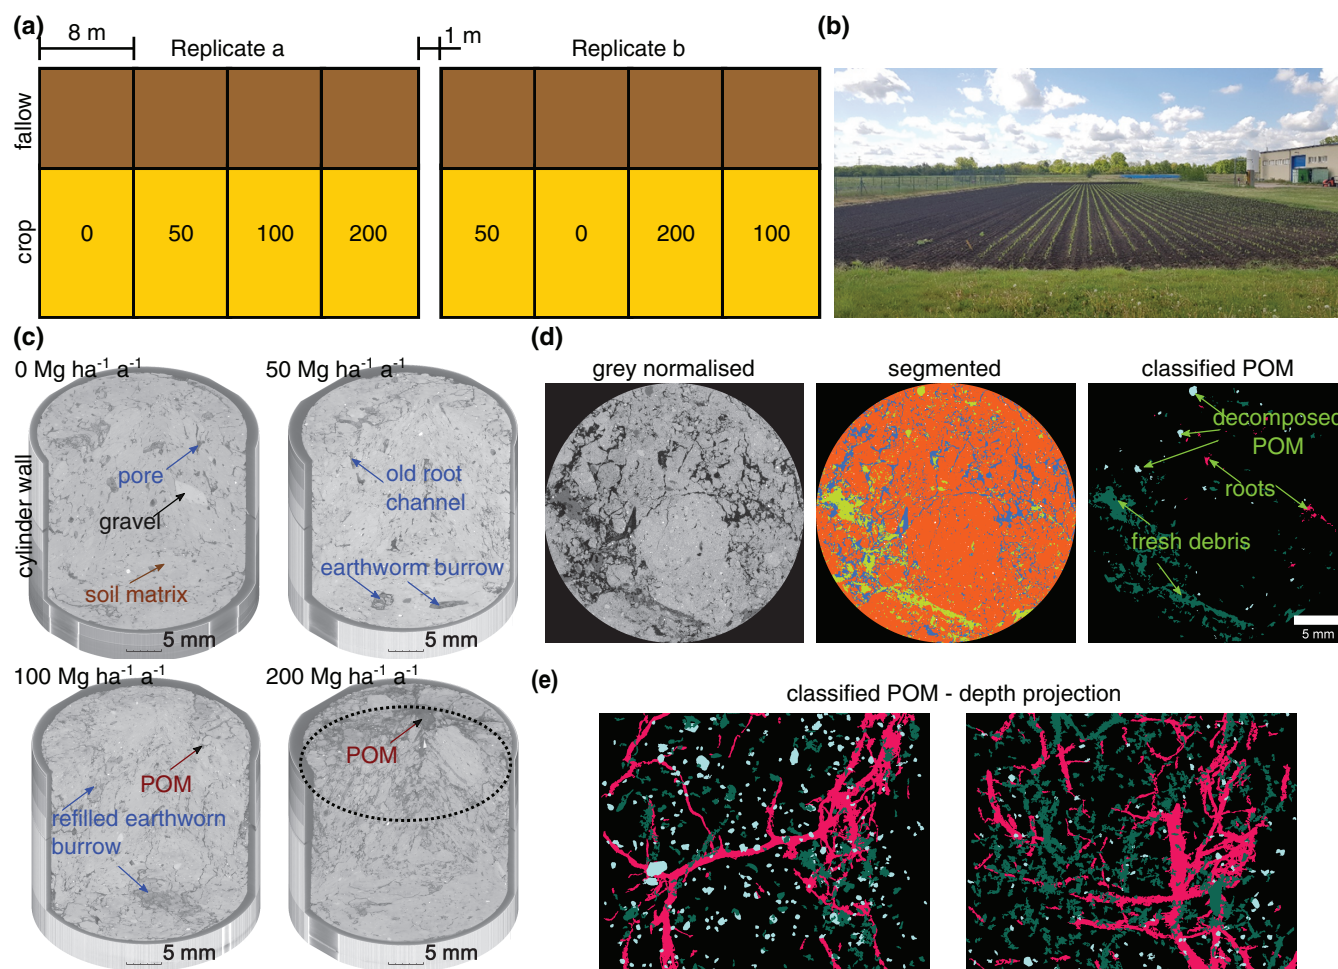 (a)
8 m
Replicate a
1 m
Replicate b
fallow
crop
0
50
100
200
50
0
200
100
(b)
(c)
0 Mg ha⁻¹ a⁻¹
50 Mg ha⁻¹ a⁻¹
cylinder wall
pore
gravel
soil matrix
5 mm
old root
channel
earthworm burrow
5 mm
100 Mg ha⁻¹ a⁻¹
200 Mg ha⁻¹ a⁻¹
POM
refilled earthworn
burrow
5 mm
POM
5 mm
(d)
grey normalised
segmented
classified POM
decomposed
POM
roots
fresh debris
5 mm
(e)
classified POM - depth projection